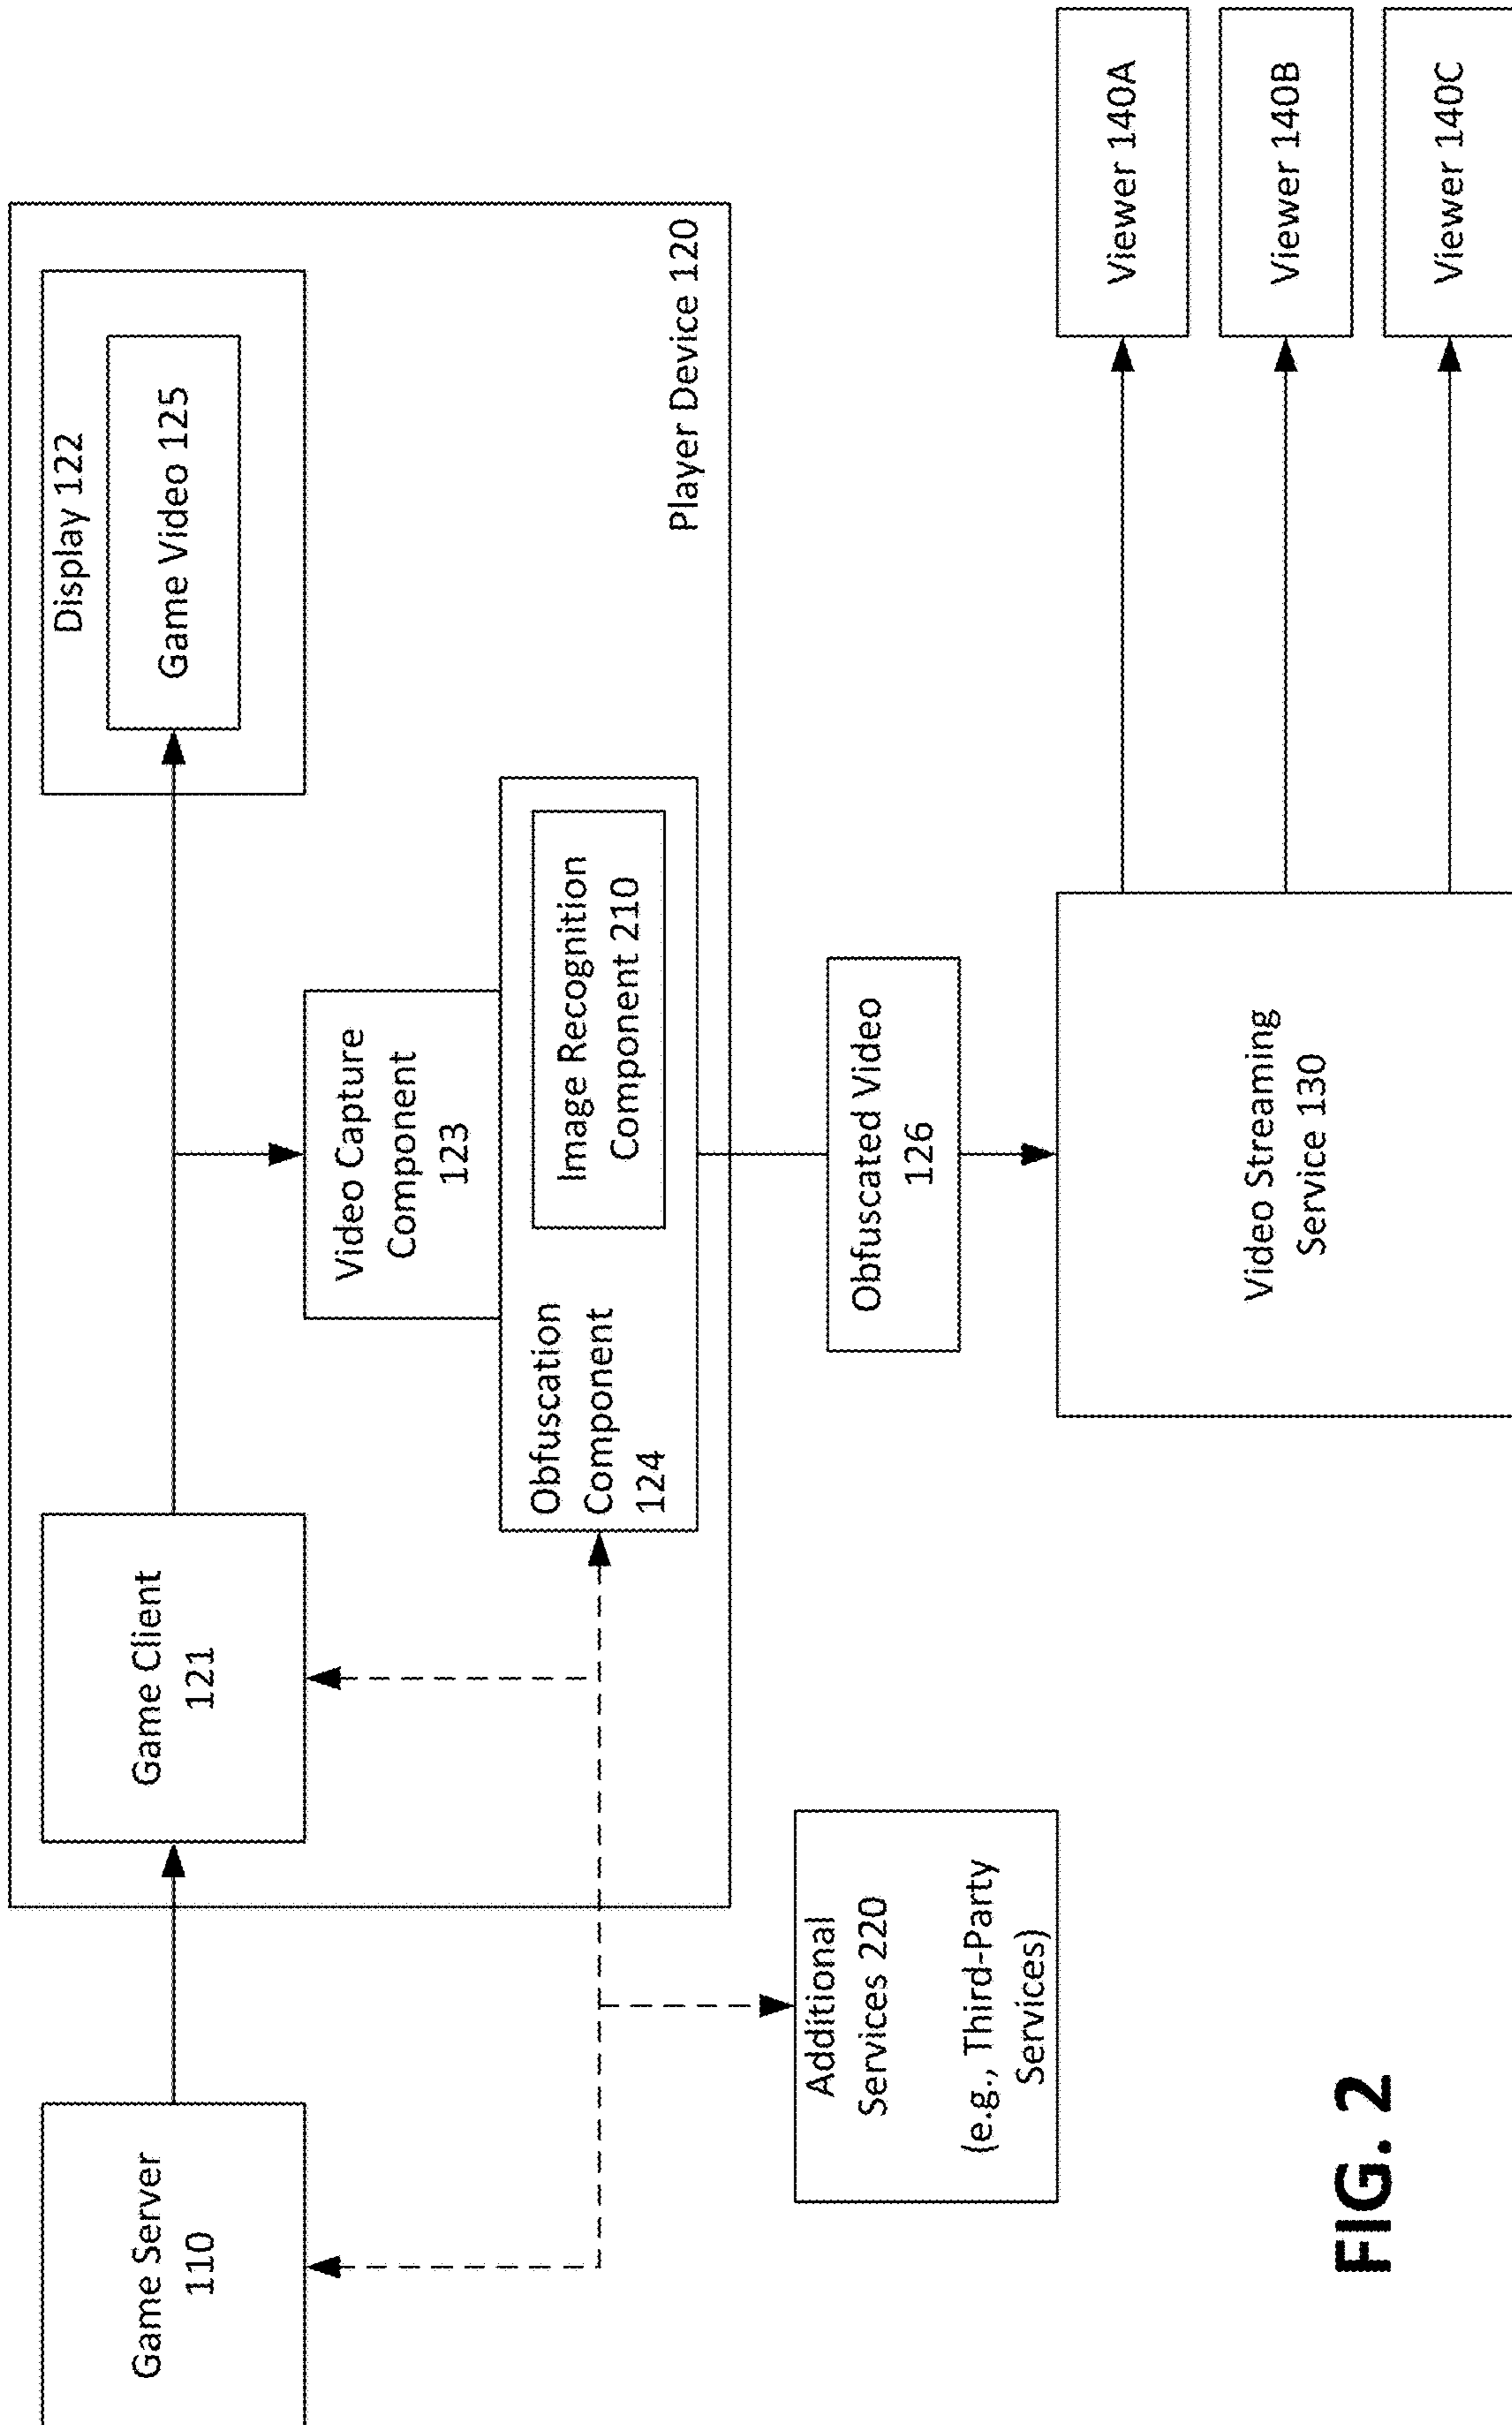 Game Server
110
Game Client
121
Display 122
Game Video 125
Video Capture
Component
123
Obfuscation
Component
124
Image Recognition
Component 210
Player Device 120
Additional
Services 220
(e.g., Third-Party
Services)
Obfuscated Video
126
Video Streaming
Service 130
Viewer 140A
Viewer 140B
Viewer 140C
FIG. 2